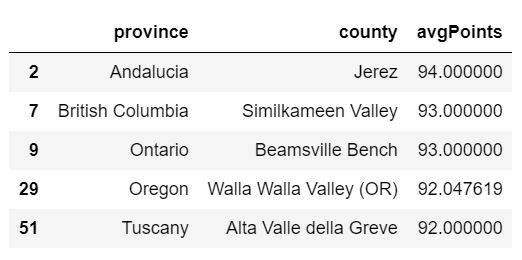 province county avgPoints
2 Andalucia Jerez 94.000000
7 British Columbia Similkameen Valley 93.000000
9 Ontario Beamsville Bench 93.000000
29 Oregon Walla Walla Valley (OR) 92.047619
51 Tuscany Alta Valle della Greve 92.000000